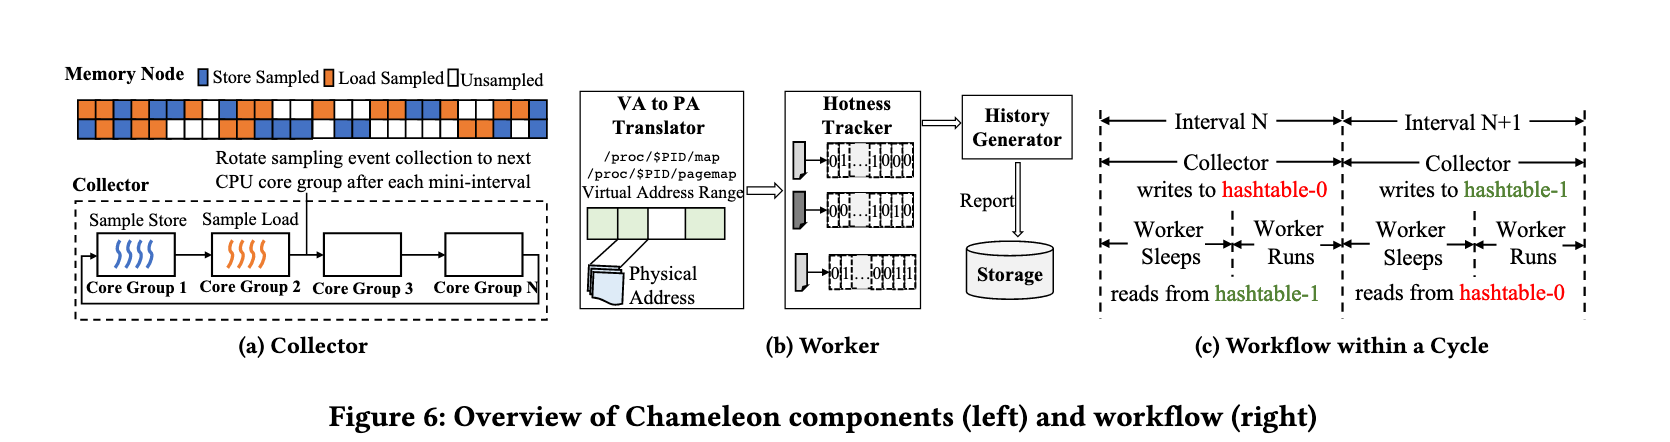 Memory Node
Store Sampled
Load Sampled
Unsampled
Rotate sampling event collection to next
CPU core group after each mini-interval
Collector
Sample Store
Sample Load
Core Group 1
Core Group 2
Core Group 3
Core Group N
(a) Collector
VA to PA
Translator
/proc/$PID/map
/proc/$PID/pagemap
Virtual Address Range
Physical
Address
Hotness
Tracker
0 1 ... 1 0 0 0
0 0 ... 1 0 1 0
0 1 ... 0 0 1 1
History
Generator
Report
Storage
(b) Worker
Interval N
Interval N+1
Collector
Collector
writes to hashtable-0
writes to hashtable-1
Worker
Sleeps
Worker
Runs
Worker
Sleeps
Worker
Runs
reads from hashtable-1
reads from hashtable-0
(c) Workflow within a Cycle
Figure 6: Overview of Chameleon components (left) and workflow (right)